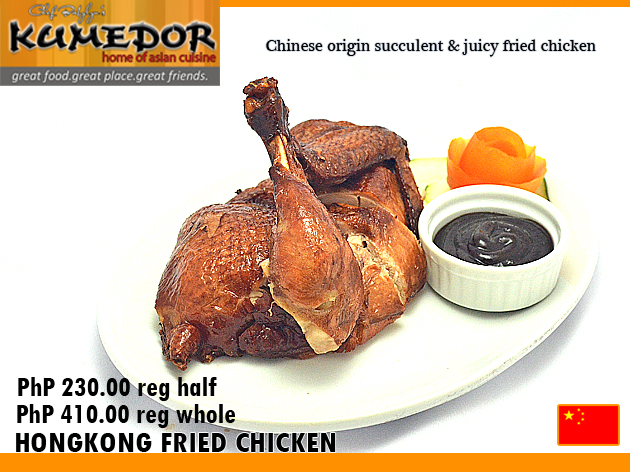 KUMEDOR
home of asian cuisine
great food.great place.great friends.
Chinese origin succulent & juicy fried chicken
PhP 230.00 reg half
PhP 410.00 reg whole
HONGKONG FRIED CHICKEN